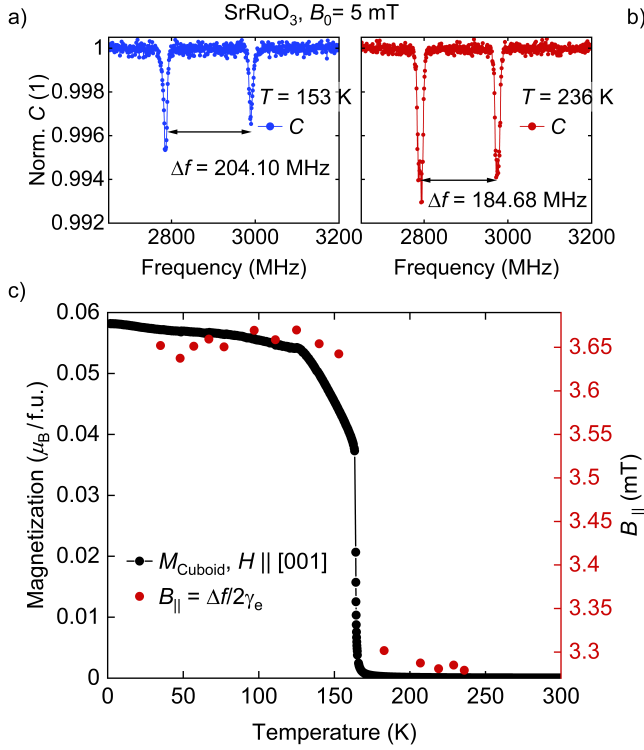 a)
SrRuO₃, B₀= 5 mT
b)
Norm. C (1)
1
0.998
0.996
0.994
0.992
T = 153 K
C
Δf = 204.10 MHz
2800 3000 3200
Frequency (MHz)
T = 236 K
C
Δf = 184.68 MHz
2800 3000 3200
Frequency (MHz)
c)
Magnetization (μB/f.u.)
0.06
0.05
0.04
0.03
0.02
0.01
0
M_Cuboid, H || [001]
B|| = Δf/2γₑ
3.65
3.6
3.55
3.5
3.45
3.4
3.35
3.3
B|| (mT)
0 50 100 150 200 250 300
Temperature (K)